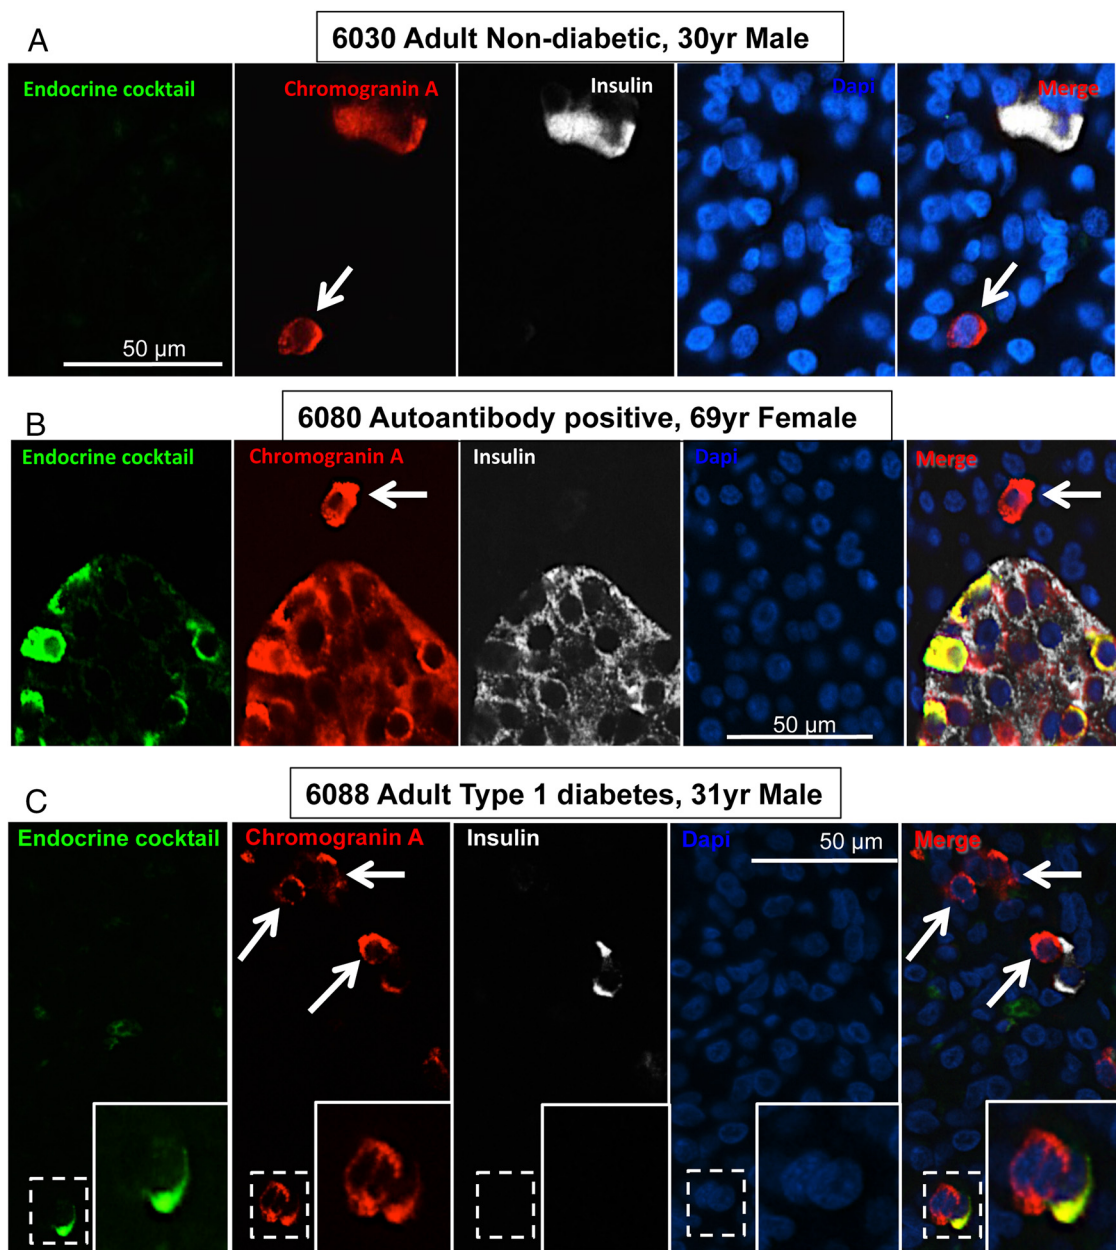 A
6030 Adult Non-diabetic, 30yr Male
Endocrine cocktail
Chromogranin A
Insulin
Dapi
Merge
50 µm
B
6080 Autoantibody positive, 69yr Female
Endocrine cocktail
Chromogranin A
Insulin
Dapi
Merge
50 µm
C
6088 Adult Type 1 diabetes, 31yr Male
Endocrine cocktail
Chromogranin A
Insulin
Dapi
50 µm
Merge